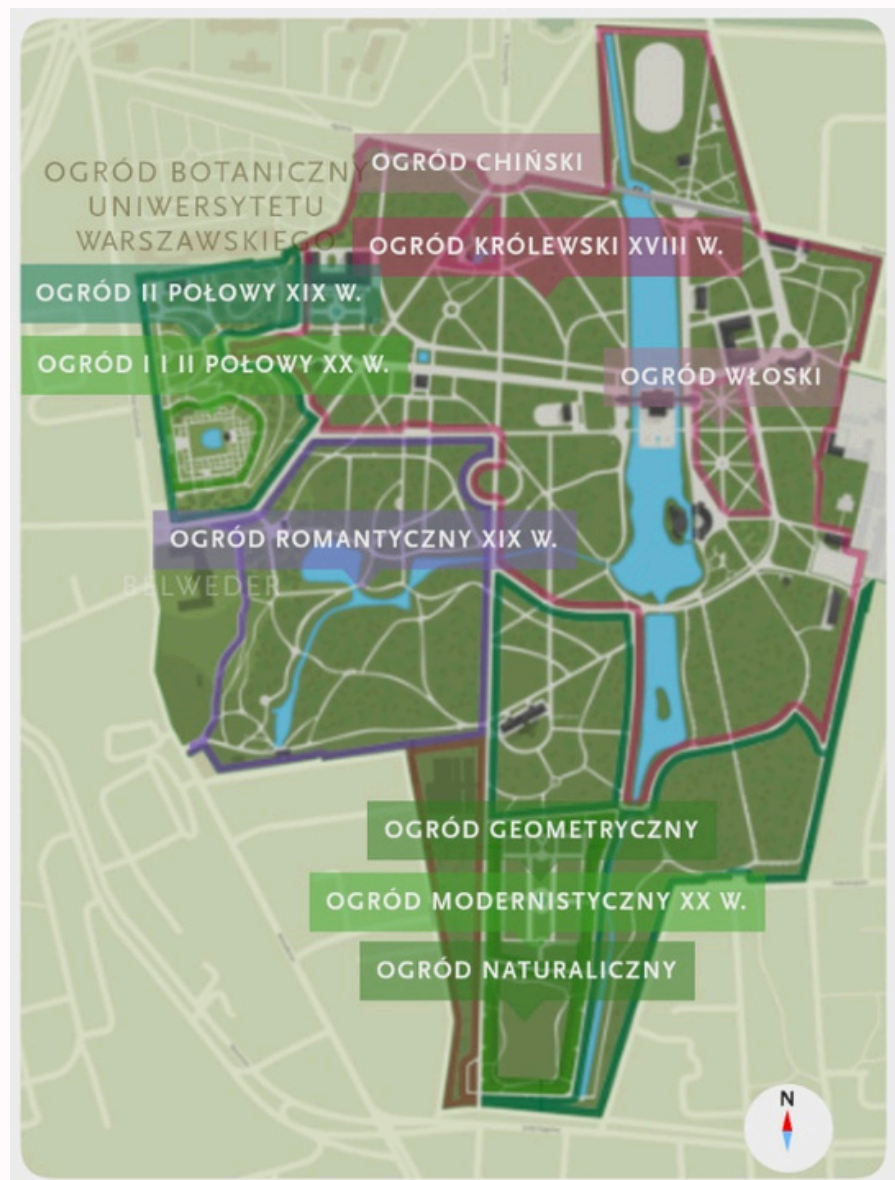 OGRÓD BOTANICZNY
UNIWERSYTETU
WARSZAWSKIEGO
OGRÓD CHIŃSKI
OGRÓD KRÓLEWSKI XVIII W.
OGRÓD II POŁOWY XIX W.
OGRÓD I I II POŁOWY XX W.
OGRÓD WŁOSKI
OGRÓD ROMANTYCZNY XIX W.
BELWEDER
OGRÓD GEOMETRYCZNY
OGRÓD MODERNISTYCZNY XX W.
OGRÓD NATURALICZNY
N